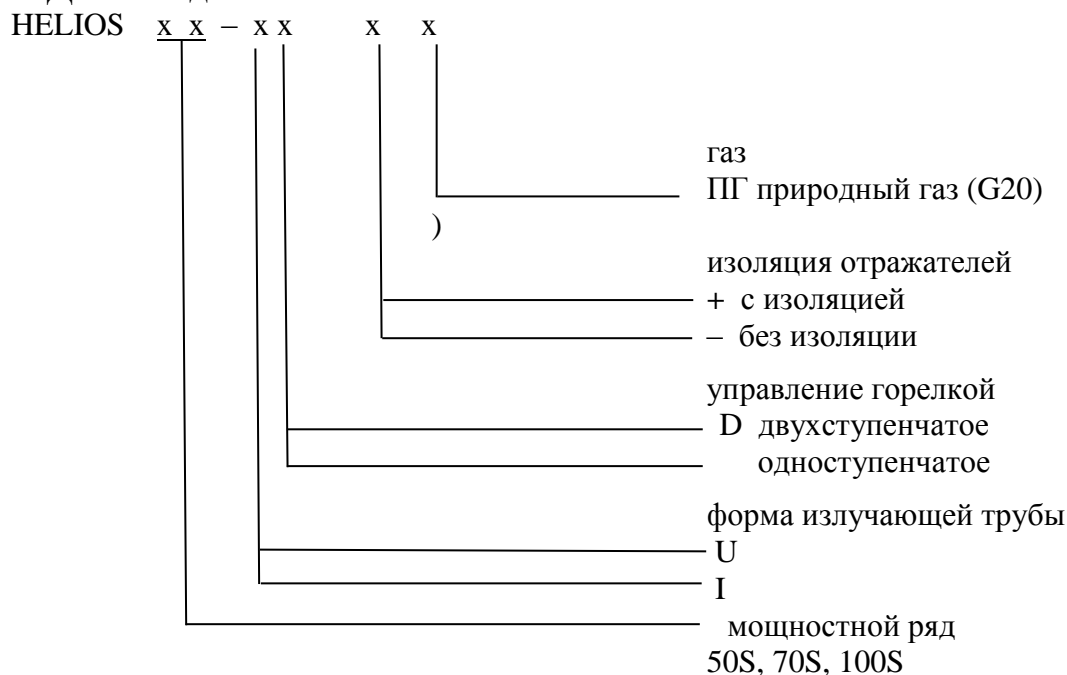 HELIOS х х – х х х х
газ
ПГ природный газ (G20)
)
изоляция отражателей
+ с изоляцией
– без изоляции
управление горелкой
D двухступенчатое
одноступенчатое
форма излучающей трубы
U
I
мощностной ряд
50S, 70S, 100S